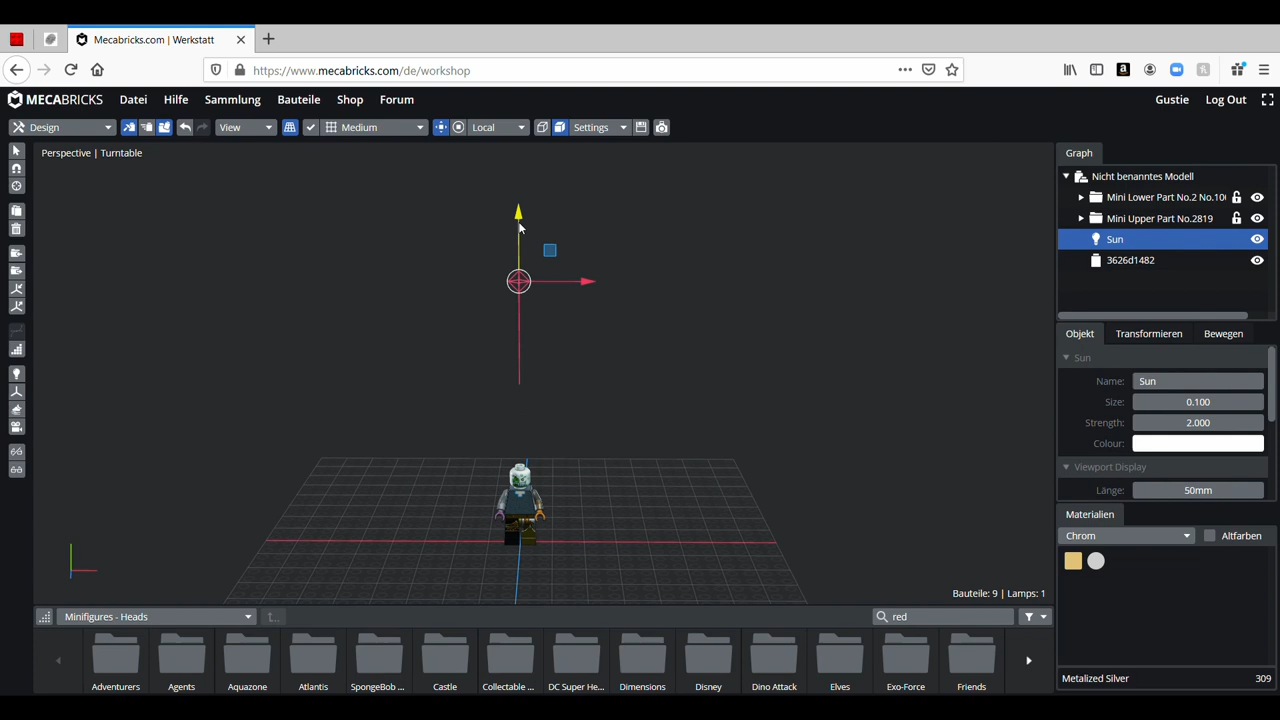 Mecabricks.com | Werkstatt
https://www.mecabricks.com/de/workshop
MECABRICKS Datei Hilfe Sammlung Bauteile Shop Forum Gustie Log Out
Design View Medium Local Settings
Perspective | Turntable
Graph
Nicht benanntes Modell
Mini Lower Part No.2 No.10
Mini Upper Part No.2819
Sun
3626d1482
Objekt Transformieren Bewegen
Sun
Name: Sun
Size: 0.100
Strength: 2.000
Colour:
Viewport Display
Länge: 50mm
Materialien
Chrom Altfarben
Bauteile: 9 | Lamps: 1
Minifigures - Heads red
Adventurers Agents Aquazone Atlantis SpongeBob ... Castle Collectable ... DC Super He... Dimensions Disney Dino Attack Elves Exo-Force Friends
Metalized Silver 309